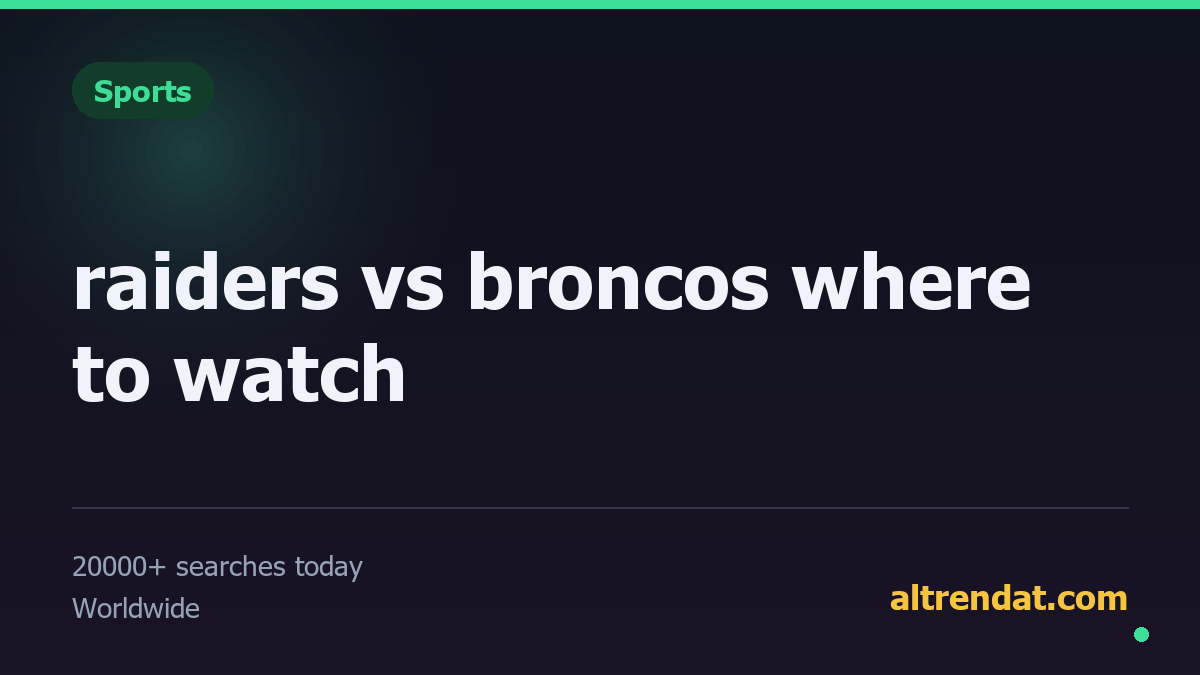 Sports
raiders vs broncos where
to watch
20000+ searches today
Worldwide
altrendat.com